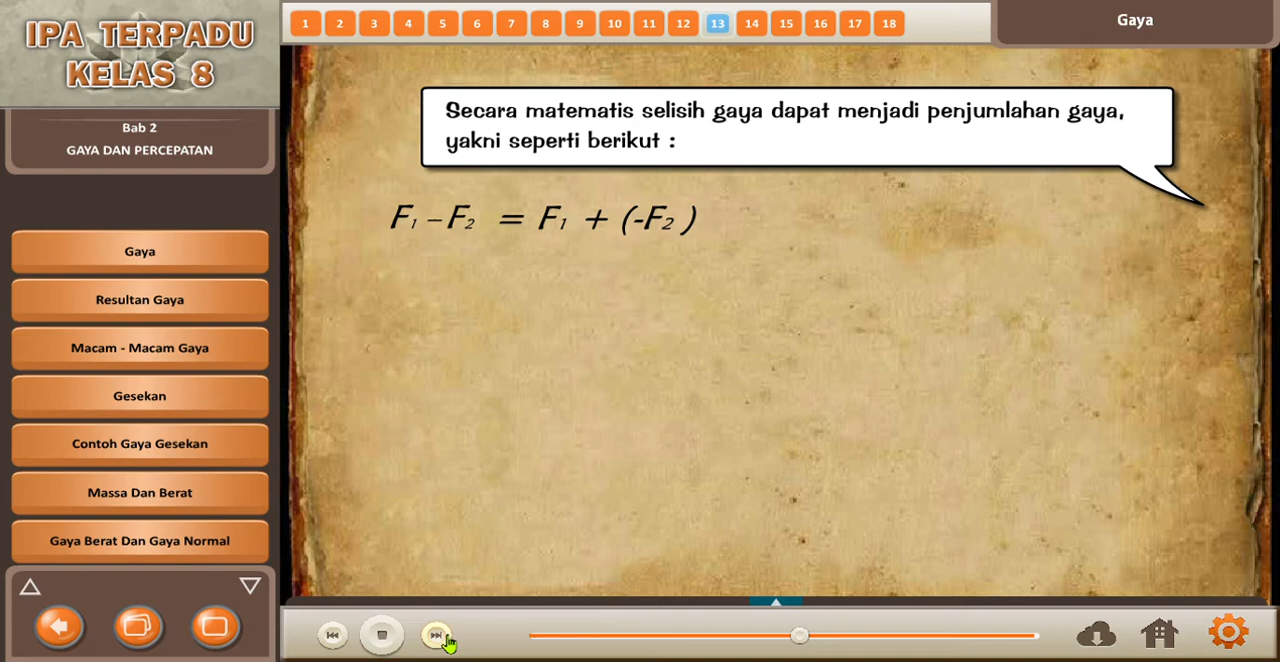 IPA TERPADU
KELAS 8
1 2 3 4 5 6 7 8 9 10 11 12 13 14 15 16 17 18
Gaya
Bab 2
GAYA DAN PERCEPATAN
Gaya
Resultan Gaya
Macam - Macam Gaya
Gesekan
Contoh Gaya Gesekan
Massa Dan Berat
Gaya Berat Dan Gaya Normal
Secara matematis selisih gaya dapat menjadi penjumlahan gaya,
yakni seperti berikut :
F₁ – F₂ = F₁ + (-F₂ )